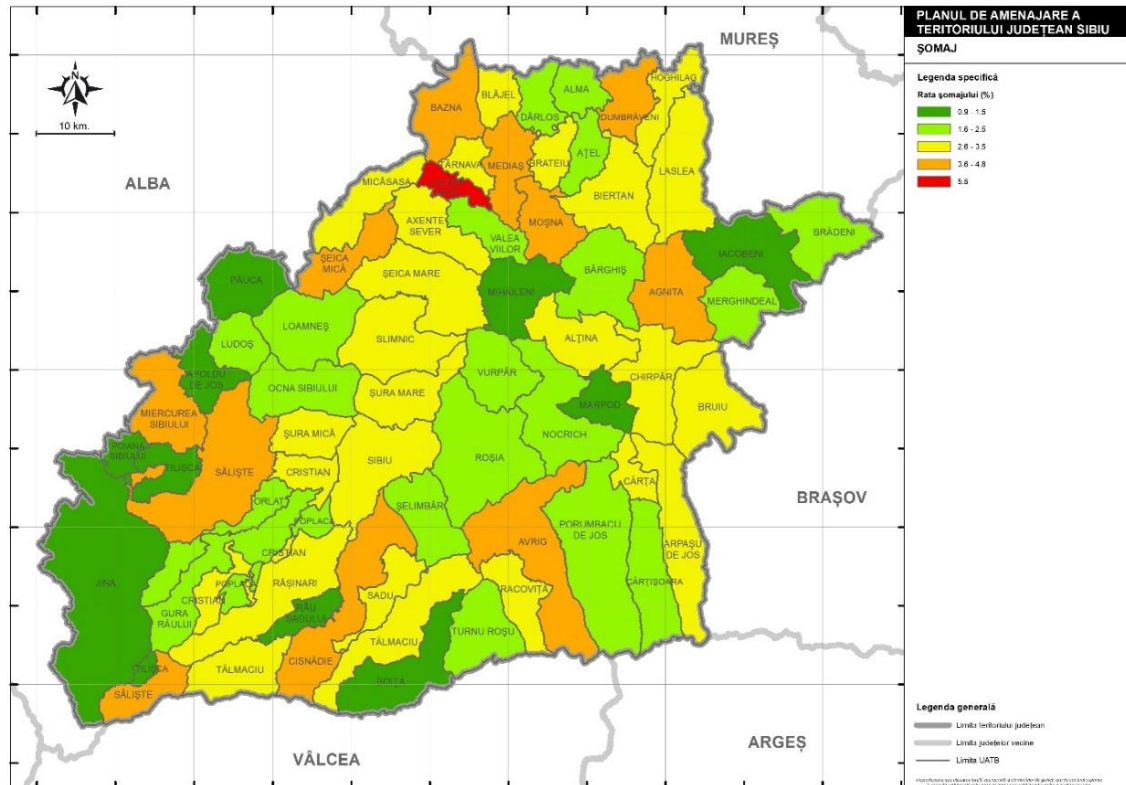 PLANUL DE AMENAJARE A
TERITORIULUI JUDEȚEAN SIBIU
ȘOMAJ
Legenda specifică
Rata șomajului (%)
0.9 - 1.5
1.6 - 2.5
2.6 - 3.5
3.6 - 4.8
5.5
N
10 km.
MUREȘ
ALBA
BRAȘOV
ARGEȘ
VÂLCEA
HOGHILAG
BAZNA
BLĂJEL
ALMA
DÂRLOS
DUMBRĂVENI
TÂRNAVA
MEDIAȘ
BRATEIU
AȚEL
MICĂSASA
BIERTAN
LASLEA
AXENTE
SEVER
MOȘNA
VALEA
VIILOR
BRĂDENI
IACOBENI
ȘEICA
MICĂ
ȘEICA MARE
BÂRGHIȘ
PĂUCA
MIHAILENI
AGNITA
MERGHINDEAL
LOAMNEȘ
LUDOȘ
SLIMNIC
ALȚINA
APOLDU
DE JOS
OCNA SIBIULUI
VURPĂR
CHIRPĂR
ȘURA MARE
MARPOD
BRUIU
MIERCUREA
SIBIULUI
ȘURA MICĂ
NOCRICH
POIANA
SIBIULUI
SIBIU
ROȘIA
TILIȘCA
SĂLIȘTE
CRISTIAN
CÂRȚA
ORLAT
ȘELIMBĂR
POPLACA
PORUMBACU
DE JOS
AVRIG
ARPAȘU
DE JOS
CRISTIAN
JINA
RĂȘINARI
POPLACA
CÂRȚIȘOARA
CRISTIAN
RACOVIȚA
SADU
RÂU
SADULUI
GURA
RÂULUI
TURNU ROȘU
TĂLMACIU
CISNĂDIE
TILIȘCA
TĂLMACIU
BOIȚA
SĂLIȘTE
Legenda generală
Limita teritoriului județean
Limita județelor vecine
Limita UATB